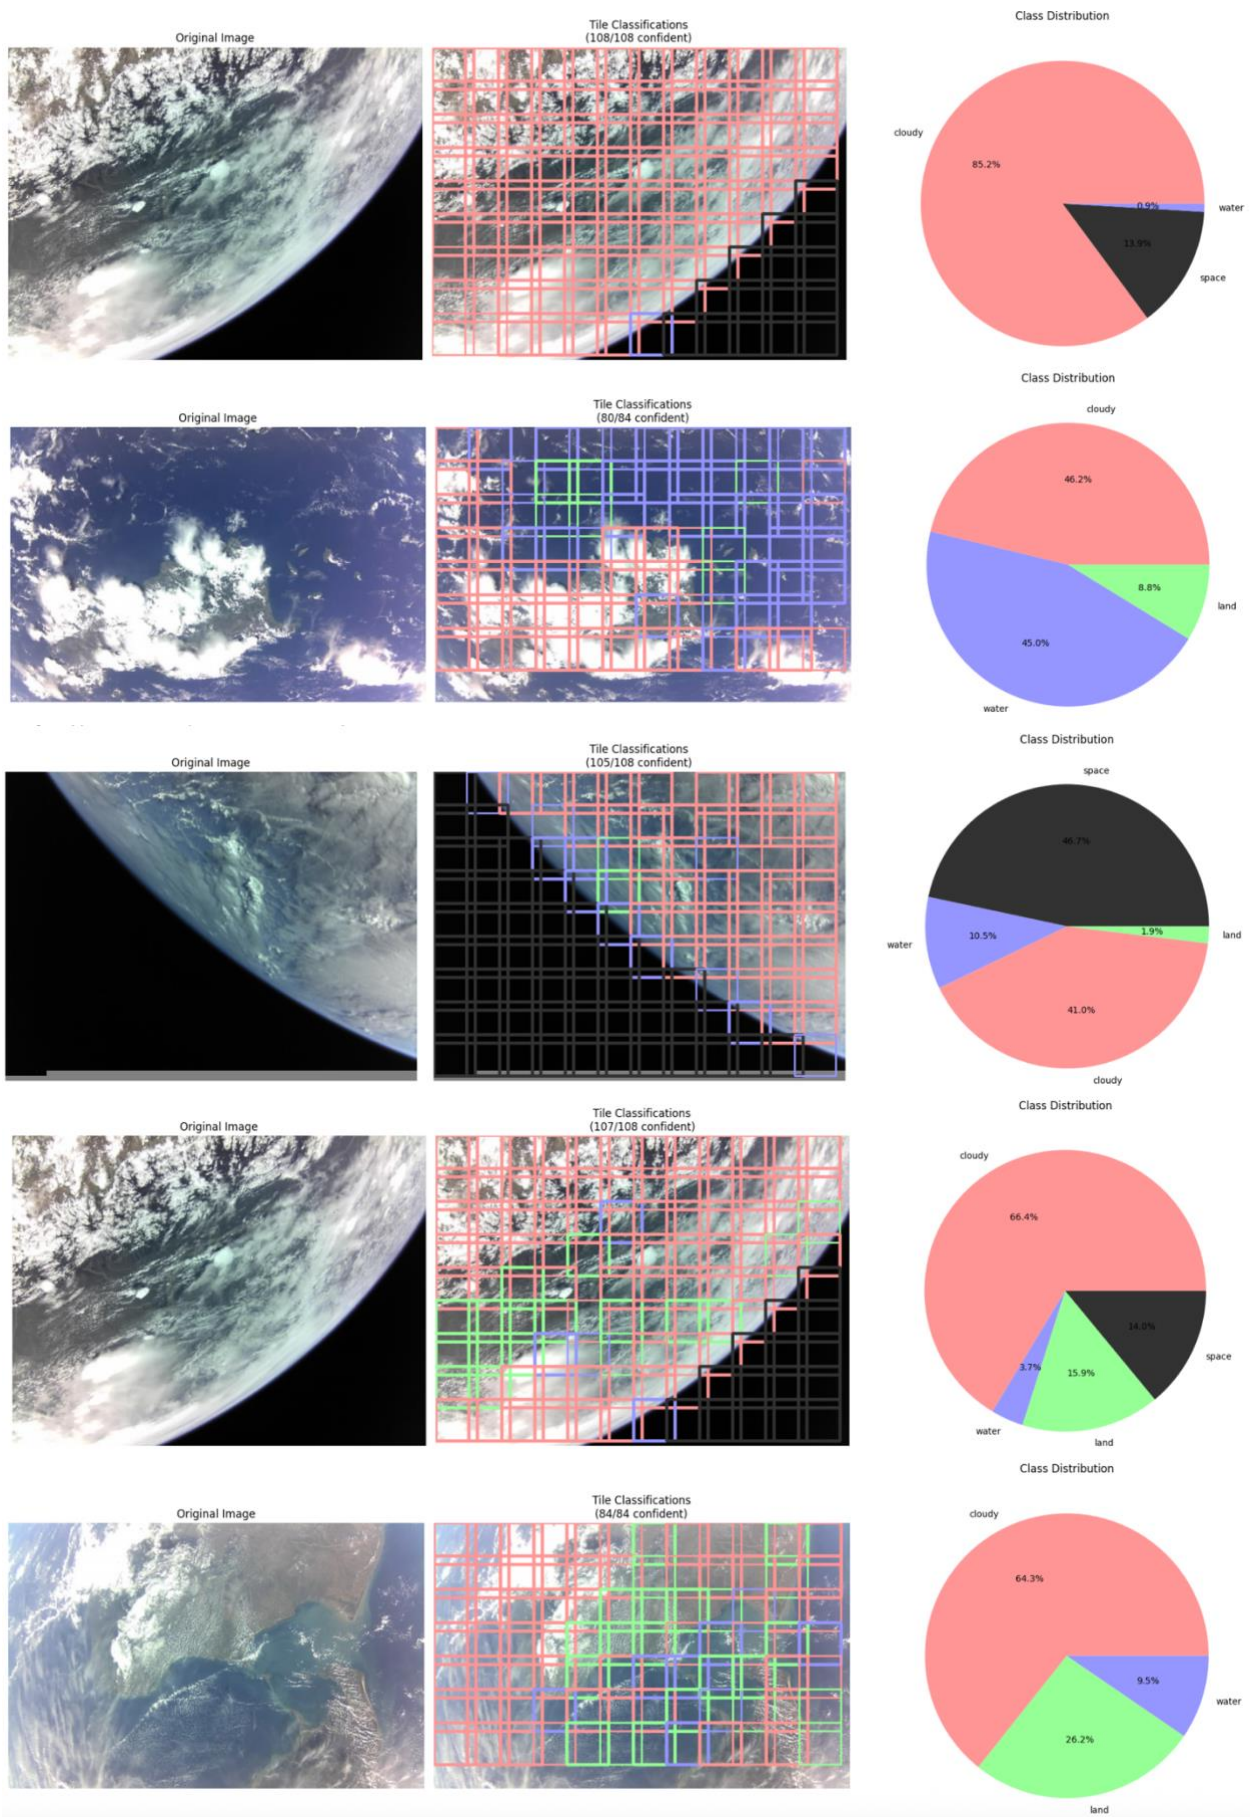 Class Distribution
Tile Classifications
Original Image
(108/108 confident)
cloudy
85.2%
0.9%
water
13.9%
space
Class Distribution
Tile Classifications
cloudy
Original Image
(80/84 confident)
46.2%
8.8%
land
45.0%
water
Class Distribution
Tile Classifications
Original Image
(105/108 confident)
space
46.7%
land
1.9%
water
10.5%
41.0%
cloudy
Class Distribution
Tile Classifications
Original Image
(107/108 confident)
cloudy
66.4%
14.0%
space
3.7%
15.9%
water
land
Class Distribution
Tile Classifications
Original Image
(84/84 confident)
cloudy
64.3%
9.5%
water
26.2%
land